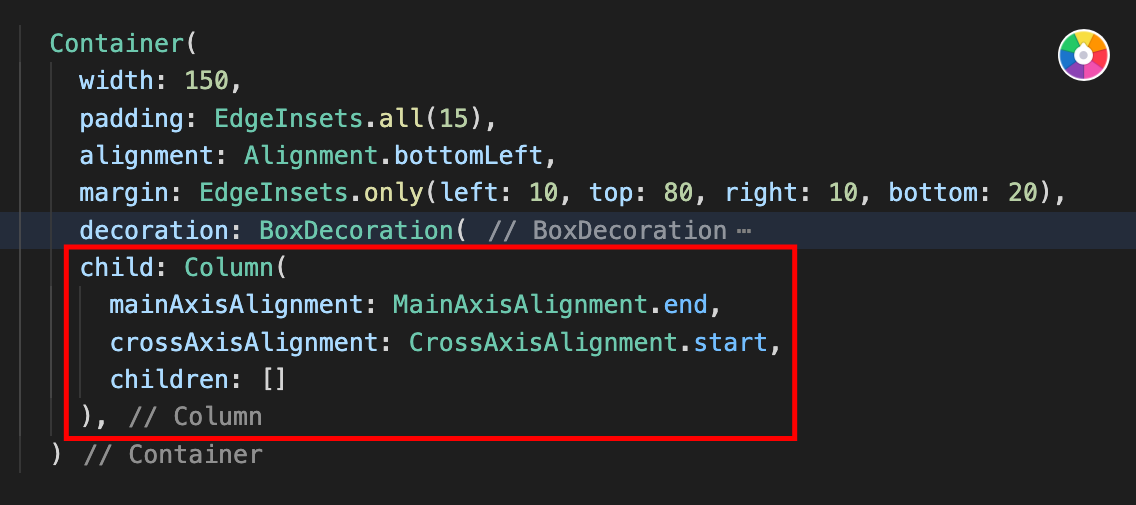 Container(
width: 150,
padding: EdgeInsets.all(15),
alignment: Alignment.bottomLeft,
margin: EdgeInsets.only(left: 10, top: 80, right: 10, bottom: 20),
decoration: BoxDecoration( // BoxDecoration ⋯
child: Column(
mainAxisAlignment: MainAxisAlignment.end,
crossAxisAlignment: CrossAxisAlignment.start,
children: []
), // Column
) // Container